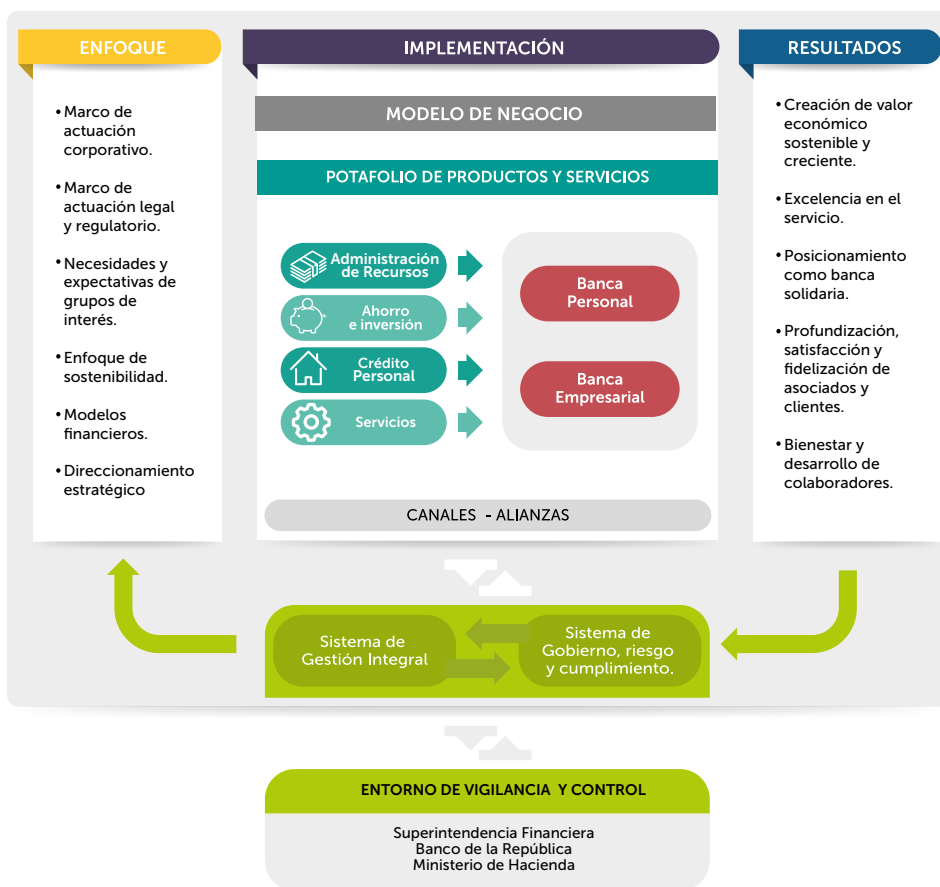 ENFOQUE
• Marco de
actuación
corporativo.
• Marco de
actuación legal
y regulatorio.
• Necesidades y
expectativas de
grupos de
interés.
• Enfoque de
sostenibilidad.
• Modelos
financieros.
• Direccionamiento
estratégico
IMPLEMENTACIÓN
MODELO DE NEGOCIO
POTAFOLIO DE PRODUCTOS Y SERVICIOS
Administración
de Recursos
Ahorro
e inversión
Crédito
Personal
Servicios
Banca
Personal
Banca
Empresarial
CANALES - ALIANZAS
RESULTADOS
• Creación de valor
económico
sostenible y
creciente.
• Excelencia en el
servicio.
• Posicionamiento
como banca
solidaria.
• Profundización,
satisfacción y
fidelización de
asociados y
clientes.
• Bienestar y
desarrollo de
colaboradores.
Sistema de
Gestión Integral
Sistema de
Gobierno, riesgo
y cumplimiento.
ENTORNO DE VIGILANCIA Y CONTROL
Superintendencia Financiera
Banco de la República
Ministerio de Hacienda